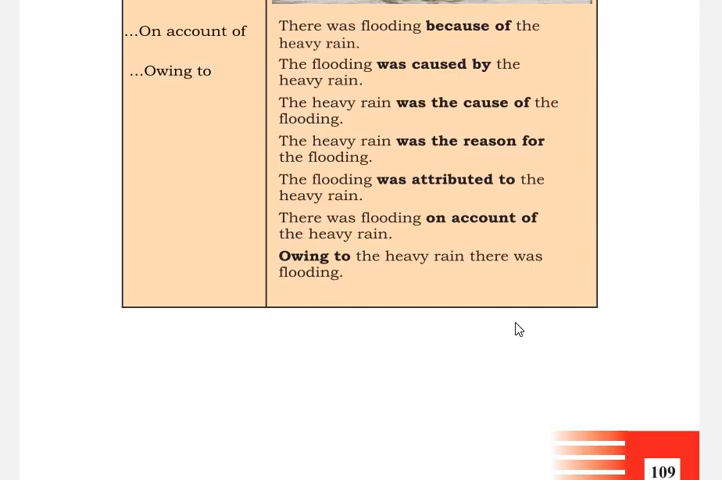 ...On account of
...Owing to
There was flooding because of the
heavy rain.
The flooding was caused by the
heavy rain.
The heavy rain was the cause of the
flooding.
The heavy rain was the reason for
the flooding.
The flooding was attributed to the
heavy rain.
There was flooding on account of
the heavy rain.
Owing to the heavy rain there was
flooding.
109